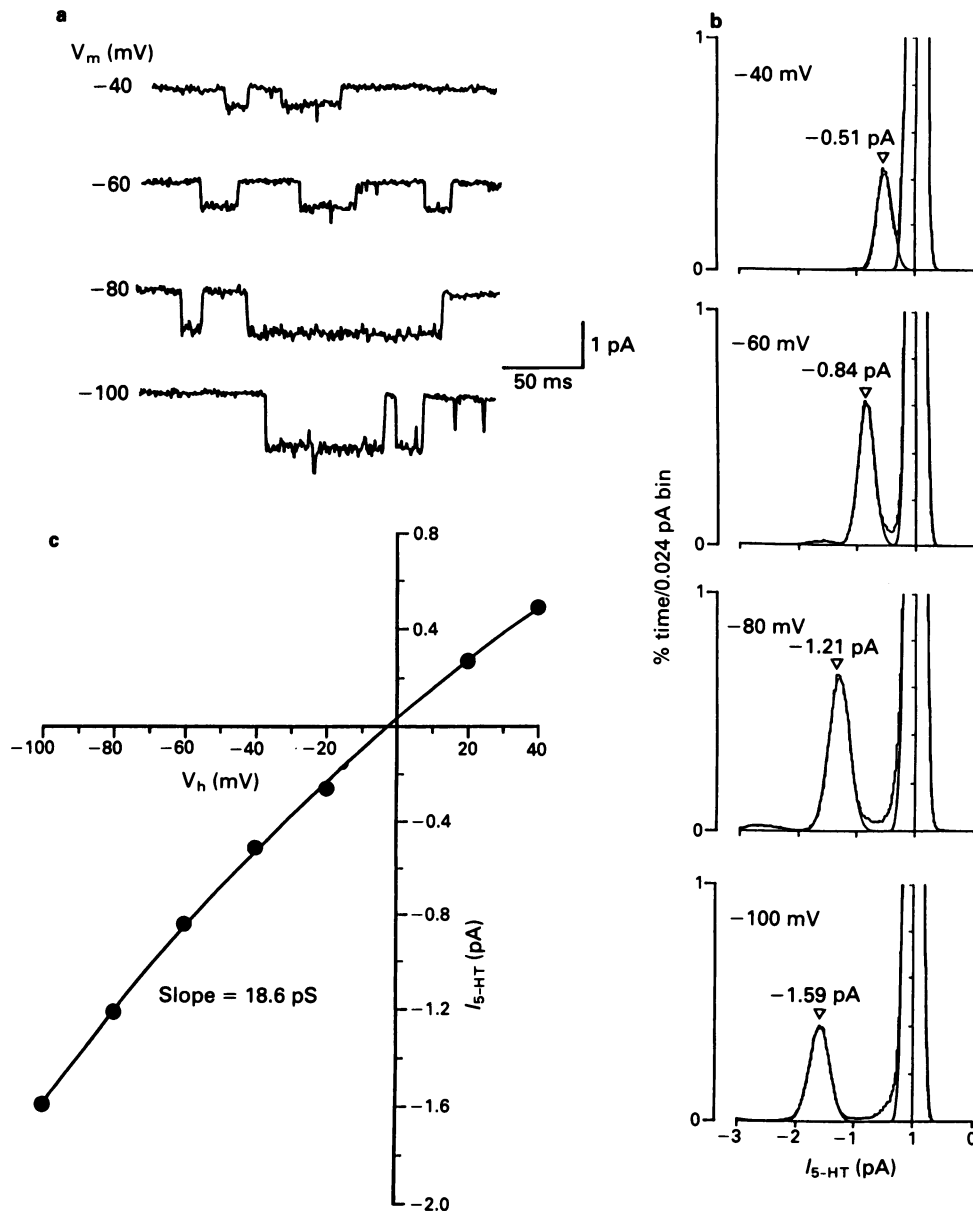 a
Vm (mV)
−40
−60
−80
−100
1 pA
50 ms
b
1
−40 mV
−0.51 pA
0
1
−60 mV
−0.84 pA
0
% time/0.024 pA bin
1
−80 mV
−1.21 pA
0
1
−100 mV
−1.59 pA
0
−3 −2 −1 1 0
I5-HT (pA)
c
0.8
0.4
−100 −80 −60 −40 −20 20 40
Vh (mV)
−0.4
−0.8
−1.2
−1.6
−2.0
I5-HT (pA)
Slope = 18.6 pS